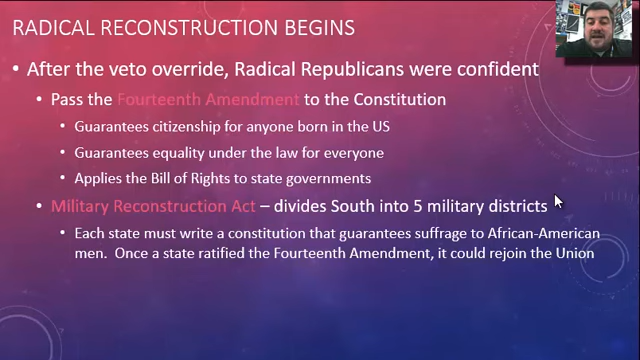 RADICAL RECONSTRUCTION BEGINS
• After the veto override, Radical Republicans were confident
• Pass the Fourteenth Amendment to the Constitution
• Guarantees citizenship for anyone born in the US
• Guarantees equality under the law for everyone
• Applies the Bill of Rights to state governments
• Military Reconstruction Act – divides South into 5 military districts
• Each state must write a constitution that guarantees suffrage to African-American
men. Once a state ratified the Fourteenth Amendment, it could rejoin the Union